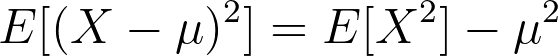 E[(X − μ)²] = E[X²] − μ²